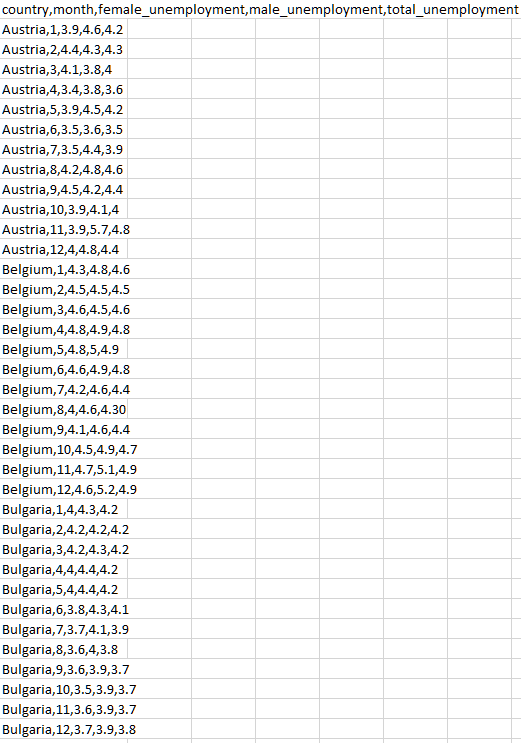 country,month,female_unemployment,male_unemployment,total_unemployment
Austria,1,3.9,4.6,4.2
Austria,2,4.4,4.3,4.3
Austria,3,4.1,3.8,4
Austria,4,3.4,3.8,3.6
Austria,5,3.9,4.5,4.2
Austria,6,3.5,3.6,3.5
Austria,7,3.5,4.4,3.9
Austria,8,4.2,4.8,4.6
Austria,9,4.5,4.2,4.4
Austria,10,3.9,4.1,4
Austria,11,3.9,5.7,4.8
Austria,12,4,4.8,4.4
Belgium,1,4.3,4.8,4.6
Belgium,2,4.5,4.5,4.5
Belgium,3,4.6,4.5,4.6
Belgium,4,4.8,4.9,4.8
Belgium,5,4.8,5,4.9
Belgium,6,4.6,4.9,4.8
Belgium,7,4.2,4.6,4.4
Belgium,8,4,4.6,4.30
Belgium,9,4.1,4.6,4.4
Belgium,10,4.5,4.9,4.7
Belgium,11,4.7,5.1,4.9
Belgium,12,4.6,5.2,4.9
Bulgaria,1,4,4.3,4.2
Bulgaria,2,4.2,4.2,4.2
Bulgaria,3,4.2,4.3,4.2
Bulgaria,4,4,4.4,4.2
Bulgaria,5,4,4.4,4.2
Bulgaria,6,3.8,4.3,4.1
Bulgaria,7,3.7,4.1,3.9
Bulgaria,8,3.6,4,3.8
Bulgaria,9,3.6,3.9,3.7
Bulgaria,10,3.5,3.9,3.7
Bulgaria,11,3.6,3.9,3.7
Bulgaria,12,3.7,3.9,3.8